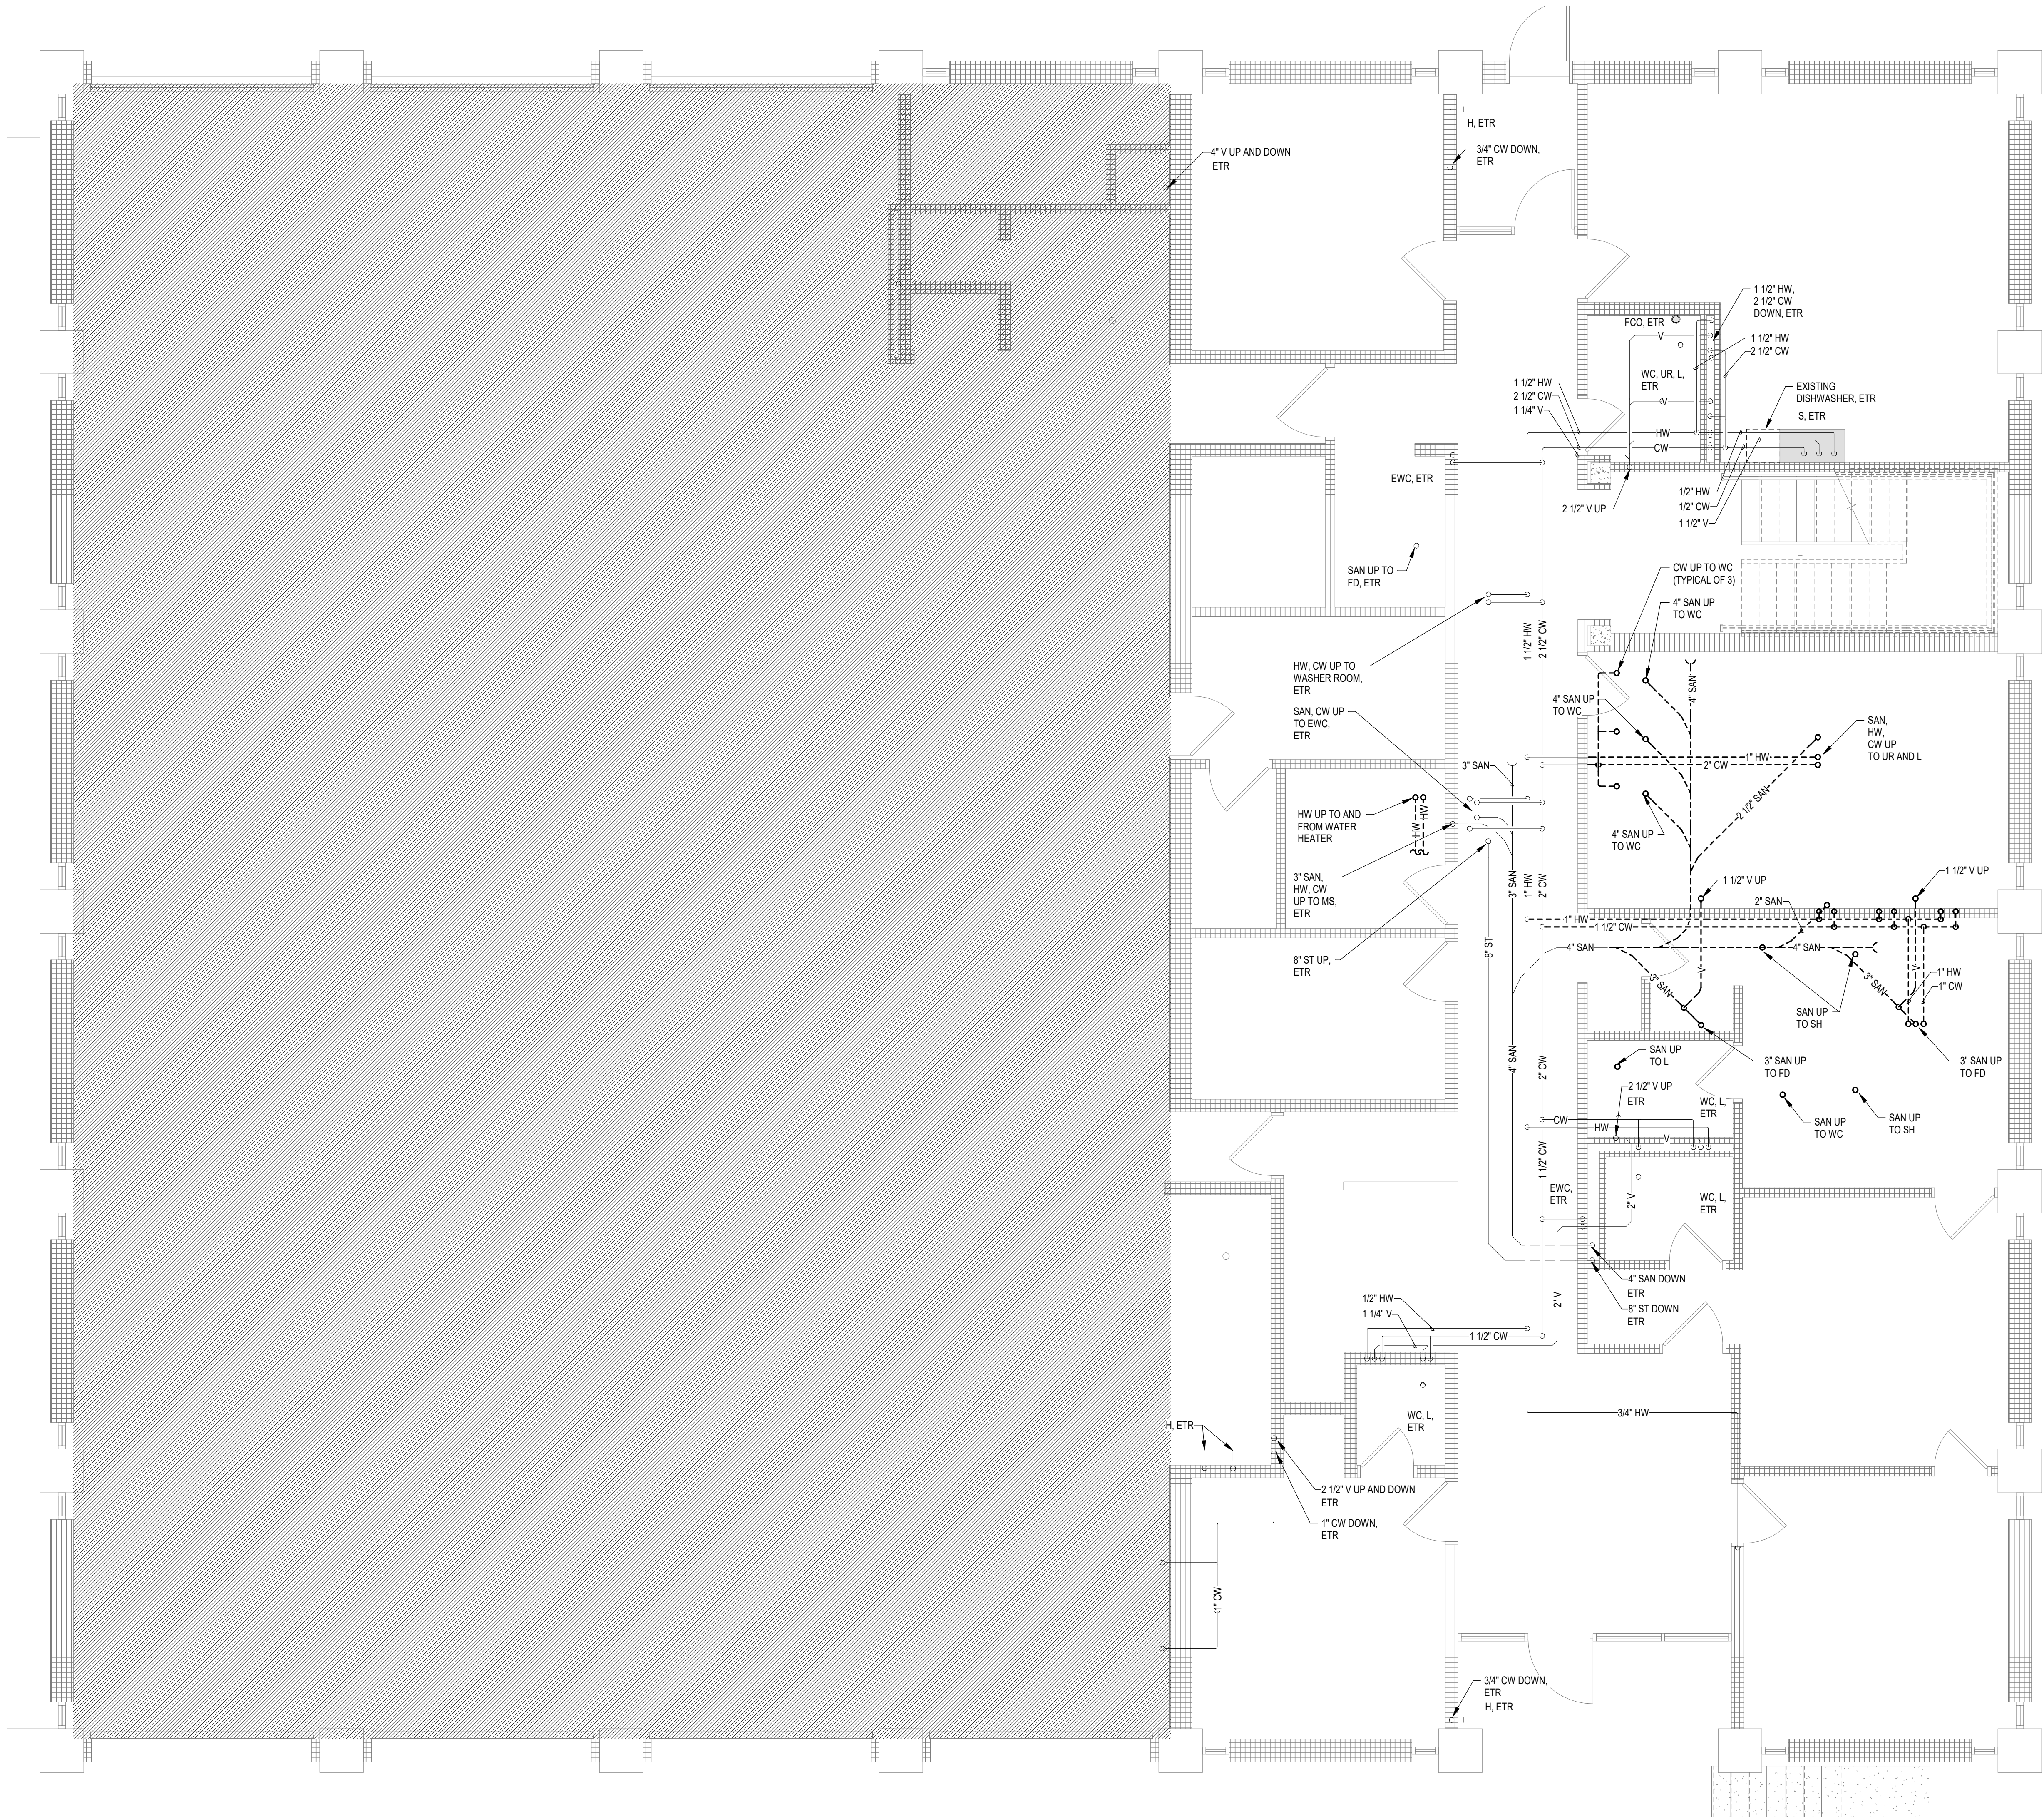 H, ETR
3/4" CW DOWN,
ETR
4" V UP AND DOWN
ETR
1 1/2" HW,
2 1/2" CW
DOWN, ETR
FCO, ETR
V
1 1/2" HW
2 1/2" CW
WC, UR, L,
ETR
V
1 1/2" HW
2 1/2" CW
1 1/4" V
EXISTING
DISHWASHER, ETR
S, ETR
HW
CW
EWC, ETR
1/2" HW
1/2" CW
1 1/2" V
2 1/2" V UP
SAN UP TO
FD, ETR
CW UP TO WC
(TYPICAL OF 3)
4" SAN UP
TO WC
1 1/2" HW
2 1/2" CW
HW, CW UP TO
WASHER ROOM,
ETR
4" SAN
4" SAN UP
TO WC
SAN, CW UP
TO EWC,
ETR
SAN,
HW,
CW UP
TO UR AND L
1" HW
2" CW
3" SAN
2 1/2" SAN
HW UP TO AND
FROM WATER
HEATER
HW
HW
4" SAN UP
TO WC
3" SAN,
HW, CW
UP TO MS,
ETR
3" SAN
1" HW
2" CW
1 1/2" V UP
1 1/2" V UP
2" SAN
1" HW
1 1/2" CW
4" SAN
4" SAN
8" ST
8" ST UP,
ETR
3" SAN
V
3" SAN
V
1" HW
1" CW
SAN UP
TO SH
4" SAN
2" CW
SAN UP
TO L
3" SAN UP
TO FD
3" SAN UP
TO FD
2 1/2" V UP
ETR
WC, L,
ETR
SAN UP
TO WC
SAN UP
TO SH
CW
HW
V
1 1/2" CW
EWC,
ETR
2" V
WC, L,
ETR
4" SAN DOWN
ETR
8" ST DOWN
ETR
2" V
1/2" HW
1 1/4" V
1 1/2" CW
3/4" HW
WC, L,
ETR
H, ETR
2 1/2" V UP AND DOWN
ETR
1" CW DOWN,
ETR
1" CW
3/4" CW DOWN,
ETR
H, ETR